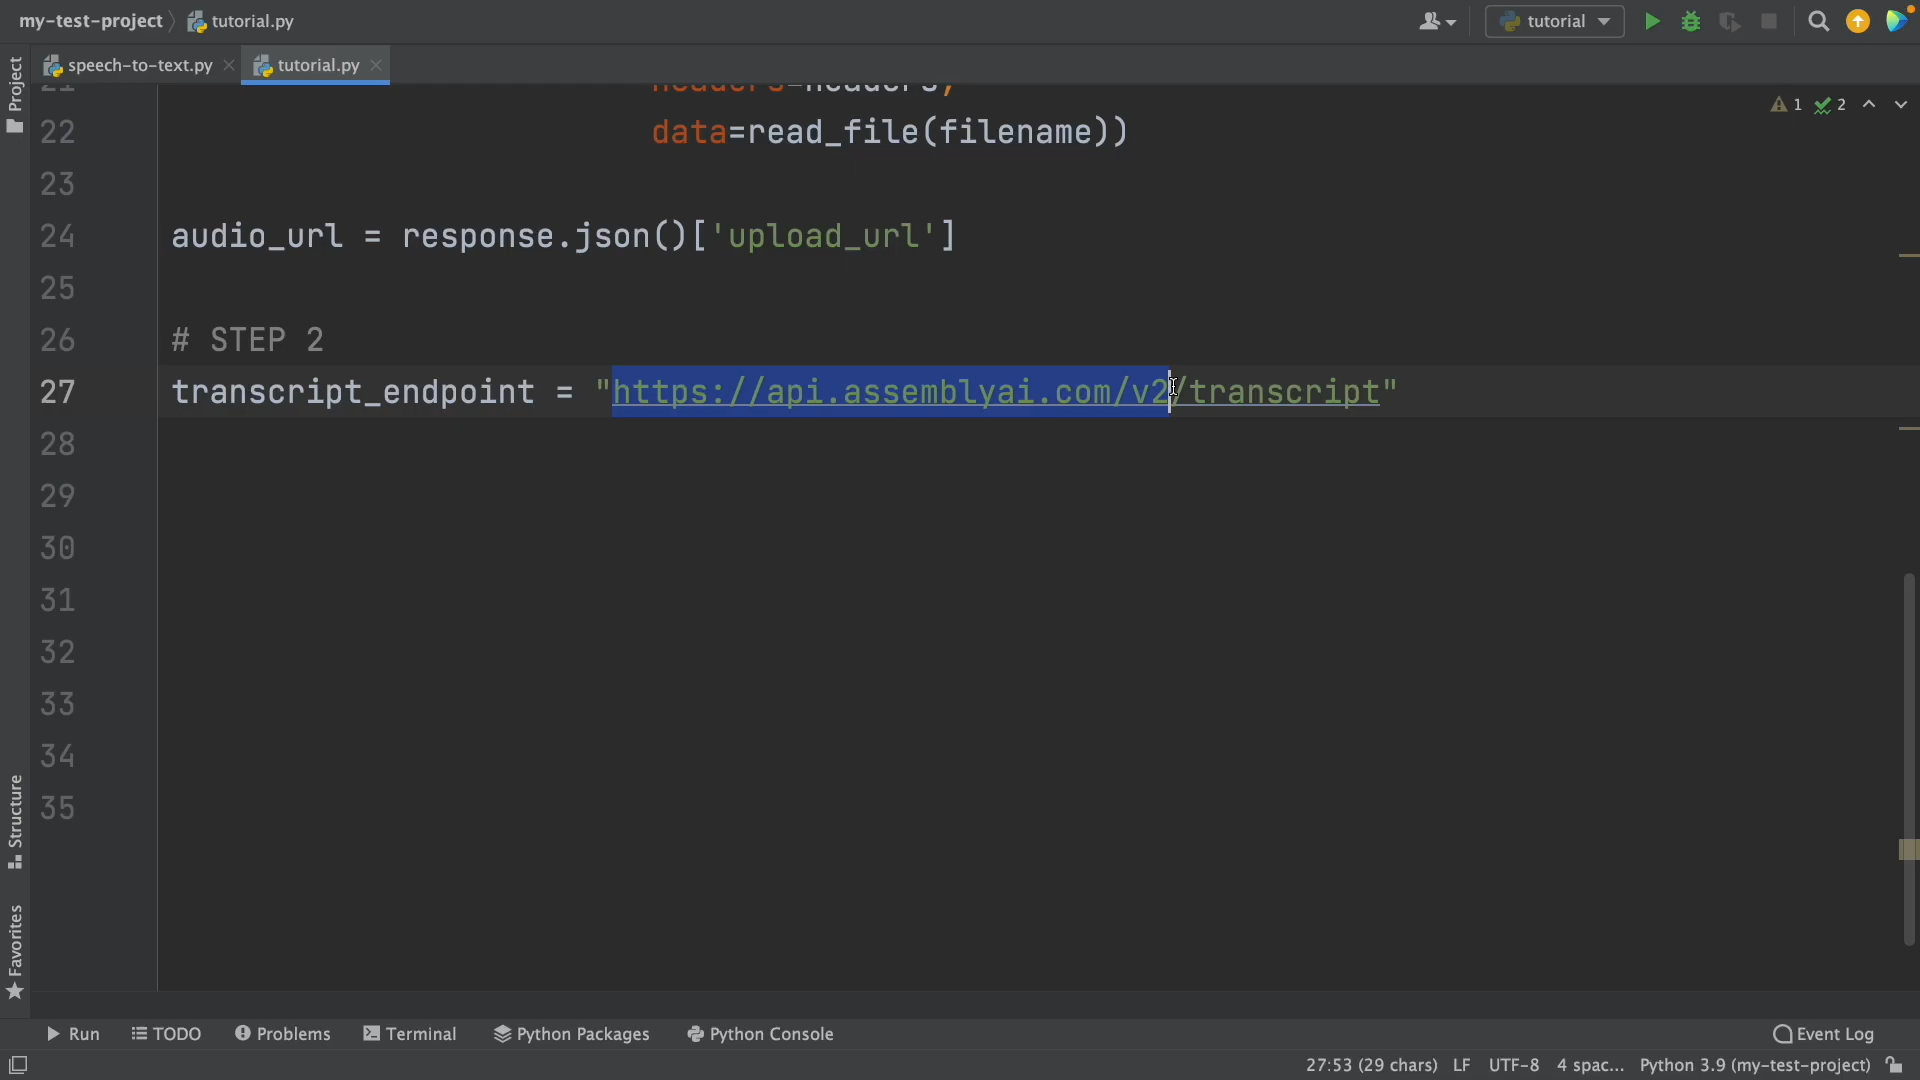 my-test-project tutorial.py tutorial
speech-to-text.py tutorial.py
Project
21 headers=headers,
1 2
22 data=read_file(filename))
23
24 audio_url = response.json()['upload_url']
25
26 # STEP 2
27 transcript_endpoint = "https://api.assemblyai.com/v2/transcript"
28
29
30
31
32
33
34
35
Structure
Favorites
Run TODO Problems Terminal Python Packages Python Console Event Log
27:53 (29 chars) LF UTF-8 4 spac... Python 3.9 (my-test-project)